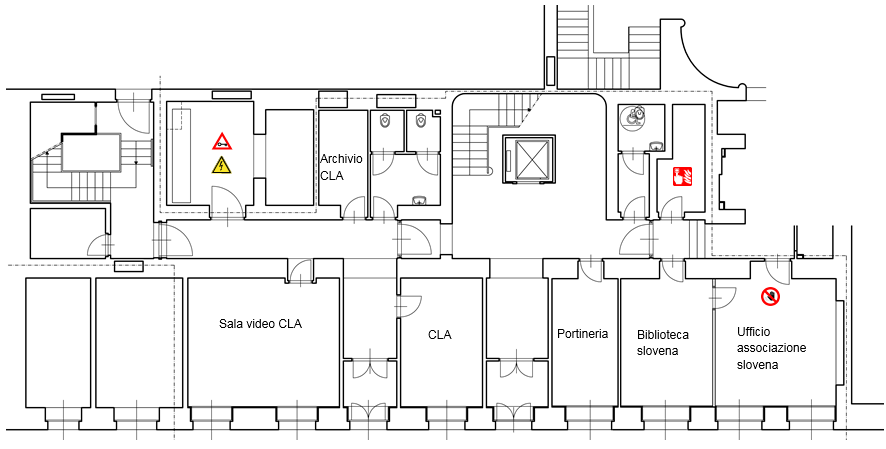 Archivio
CLA
Sala video CLA
CLA
Portineria
Biblioteca
slovena
Ufficio
associazione
slovena